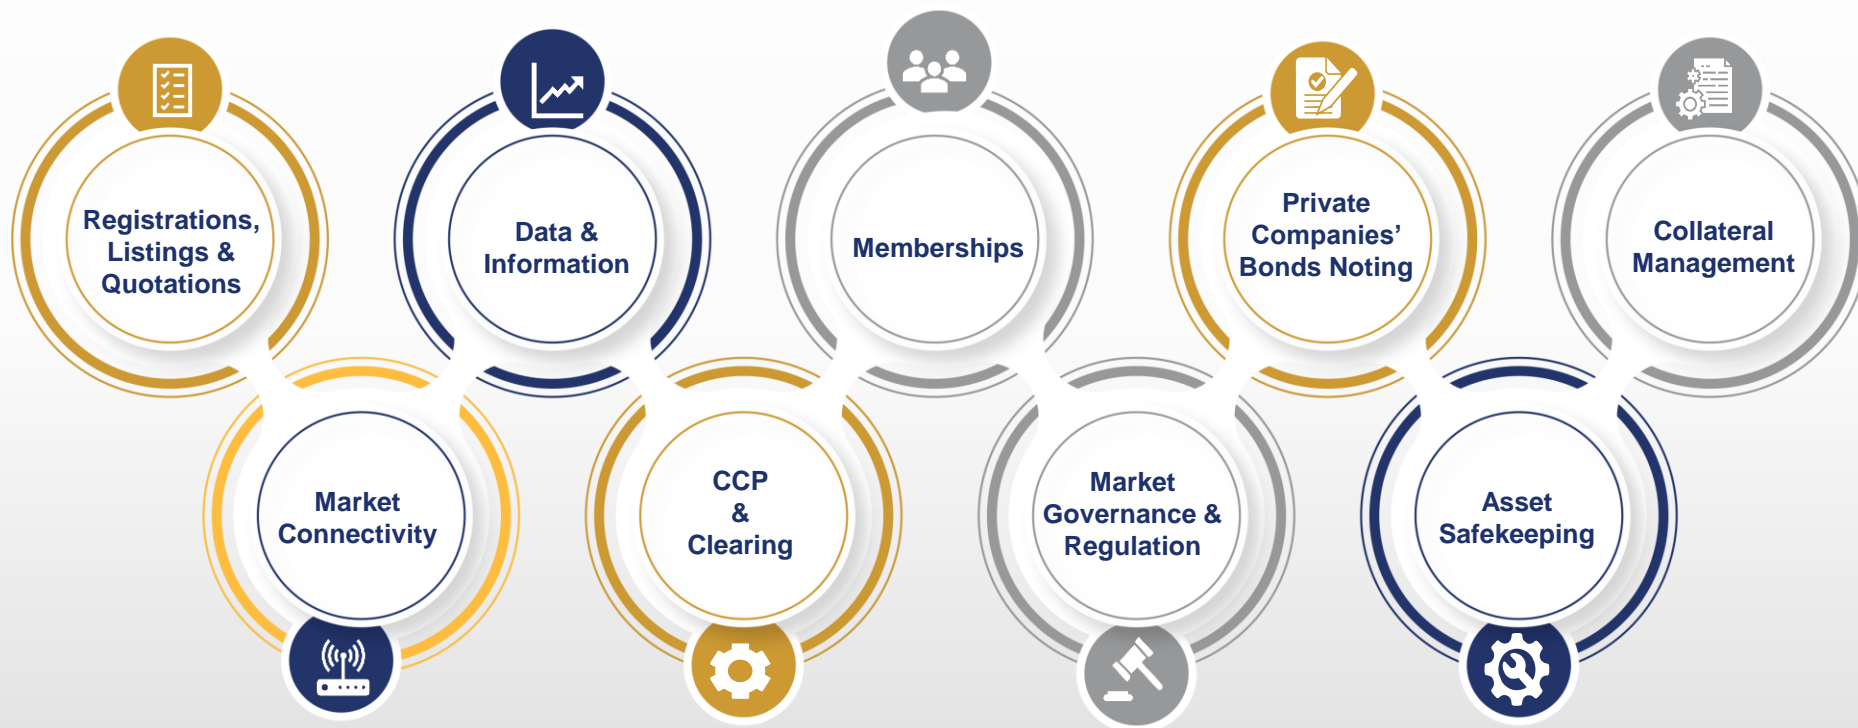 Registrations,
Listings &
Quotations
Data &
Information
Memberships
Private
Companies’
Bonds Noting
Collateral
Management
Market
Connectivity
CCP
&
Clearing
Market
Governance &
Regulation
Asset
Safekeeping